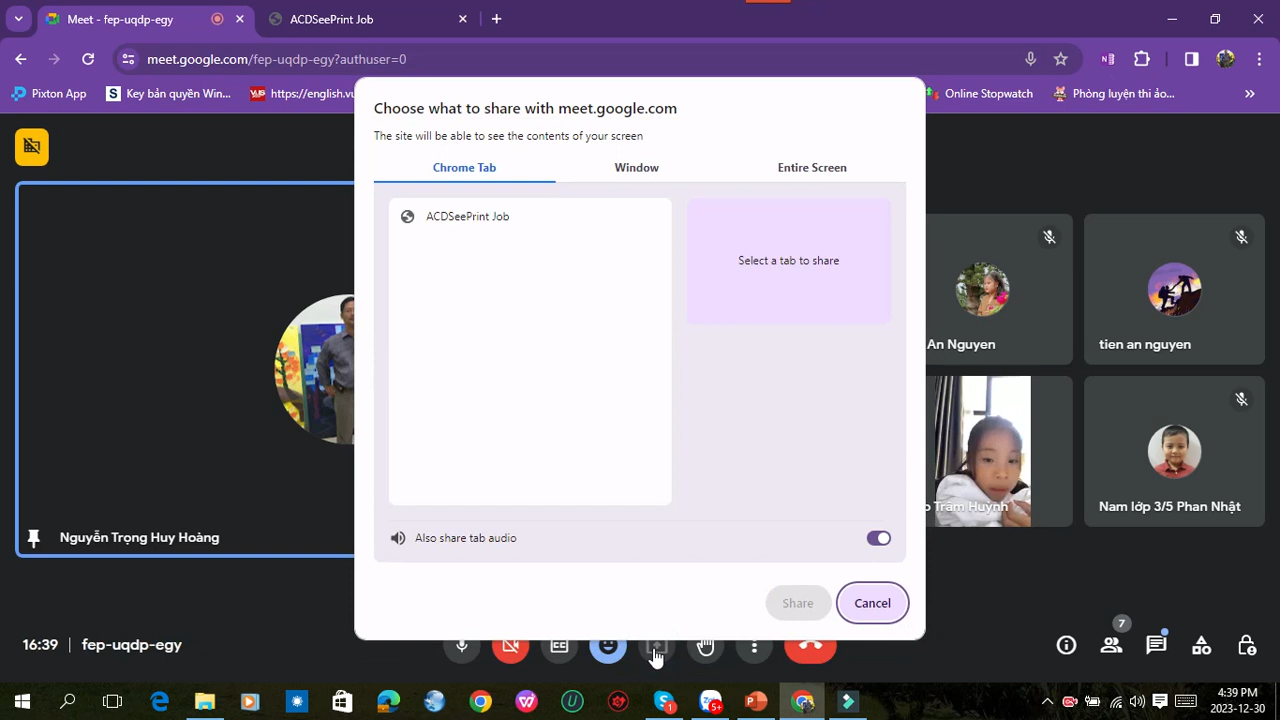 Meet - fep-uqdp-egy
ACDSeePrint Job
meet.google.com/fep-uqdp-egy?authuser=0
Pixton App
Key bản quyền Win...
https://english.vu
Online Stopwatch
Phòng luyện thi ảo...
Choose what to share with meet.google.com
The site will be able to see the contents of your screen
Chrome Tab
Window
Entire Screen
ACDSeePrint Job
Select a tab to share
Also share tab audio
Share
Cancel
An Nguyen
tien an nguyen
Trâm Huỳnh
Nam lớp 3/5 Phan Nhật
Nguyễn Trọng Huy Hoàng
16:39
fep-uqdp-egy
7
1
5+
4:39 PM
2023-12-30